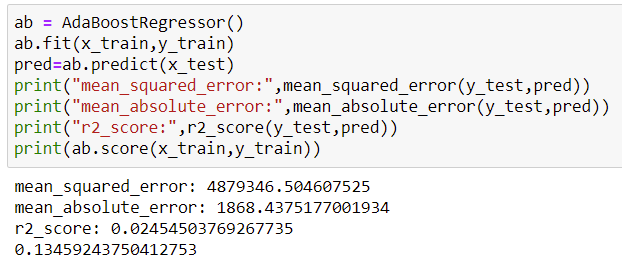 ab = AdaBoostRegressor()
ab.fit(x_train,y_train)
pred=ab.predict(x_test)
print("mean_squared_error:",mean_squared_error(y_test,pred))
print("mean_absolute_error:",mean_absolute_error(y_test,pred))
print("r2_score:",r2_score(y_test,pred))
print(ab.score(x_train,y_train))
mean_squared_error: 4879346.504607525
mean_absolute_error: 1868.4375177001934
r2_score: 0.02454503769267735
0.13459243750412753